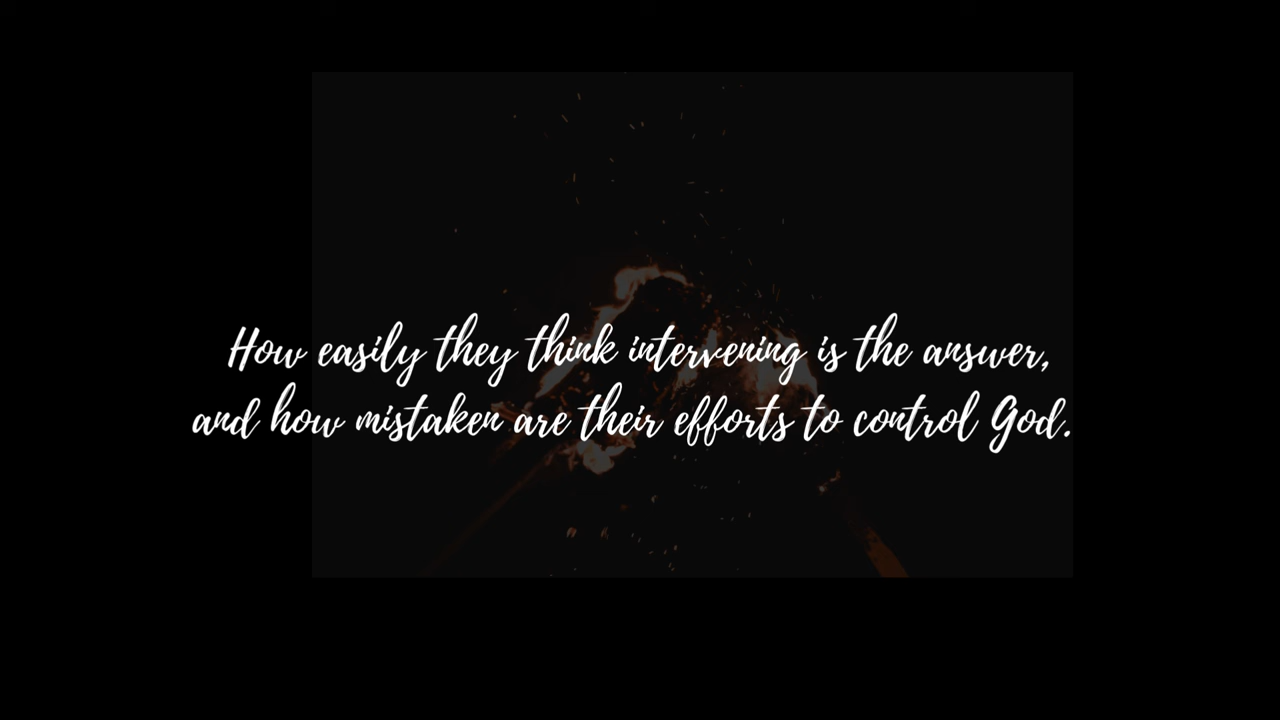 How easily they think intervening is the answer,
and how mistaken are their efforts to control God.